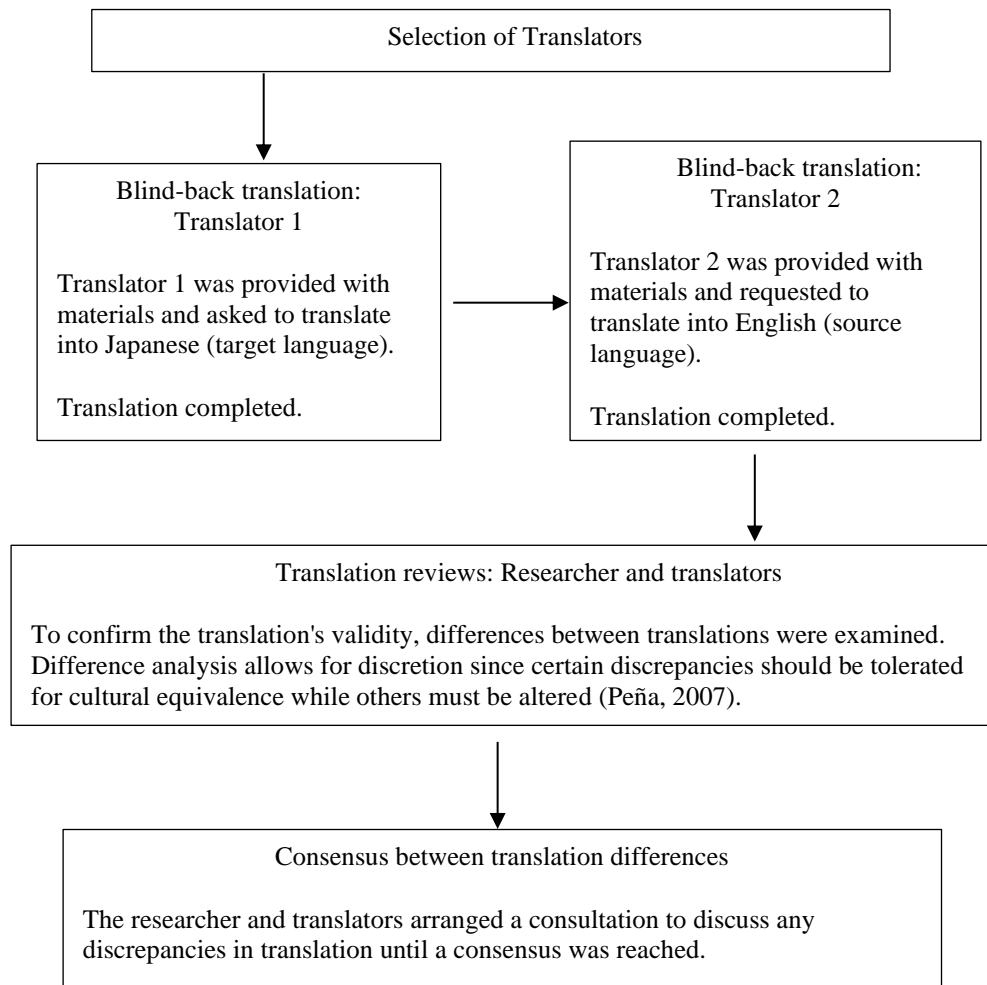 Selection of Translators
Blind-back translation:
Translator 1
Translator 1 was provided with
materials and asked to translate
into Japanese (target language).
Translation completed.
Blind-back translation:
Translator 2
Translator 2 was provided with
materials and requested to
translate into English (source
language).
Translation completed.
Translation reviews: Researcher and translators
To confirm the translation's validity, differences between translations were examined.
Difference analysis allows for discretion since certain discrepancies should be tolerated
for cultural equivalence while others must be altered (Peña, 2007).
Consensus between translation differences
The researcher and translators arranged a consultation to discuss any
discrepancies in translation until a consensus was reached.